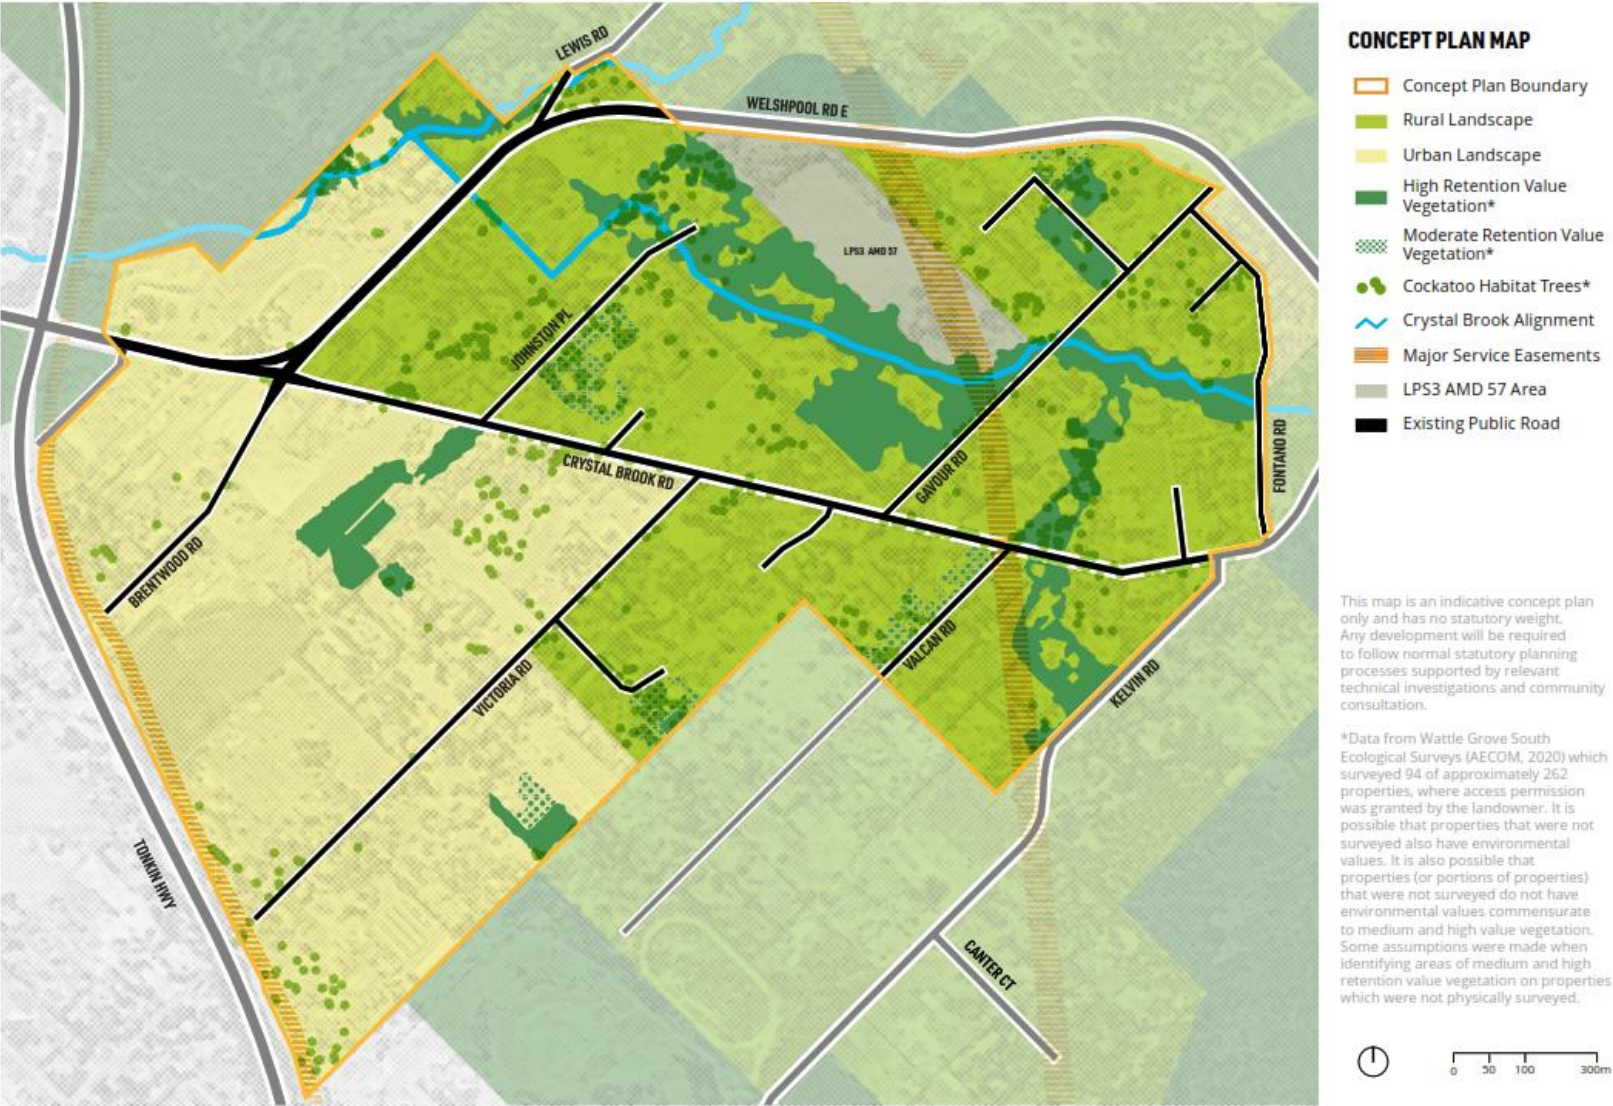 LEWIS RD
WELSHPOOL RD E
LPS3 AMD 57
JOHNSTON PL
CRYSTAL BROOK RD
GAVOUR RD
FONTANO RD
BRENTWOOD RD
VALCAN RD
VICTORIA RD
KELVIN RD
TONKIN HWY
CANTER CT
CONCEPT PLAN MAP
Concept Plan Boundary
Rural Landscape
Urban Landscape
High Retention Value
Vegetation*
Moderate Retention Value
Vegetation*
Cockatoo Habitat Trees*
Crystal Brook Alignment
Major Service Easements
LPS3 AMD 57 Area
Existing Public Road
This map is an indicative concept plan
only and has no statutory weight.
Any development will be required
to follow normal statutory planning
processes supported by relevant
technical investigations and community
consultation.
*Data from Wattle Grove South
Ecological Surveys (AECOM, 2020) which
surveyed 94 of approximately 262
properties, where access permission
was granted by the landowner. It is
possible that properties that were not
surveyed also have environmental
values. It is also possible that
properties (or portions of properties)
that were not surveyed do not have
environmental values commensurate
to medium and high value vegetation.
Some assumptions were made when
identifying areas of medium and high
retention value vegetation on properties
which were not physically surveyed.
0 50 100 300m